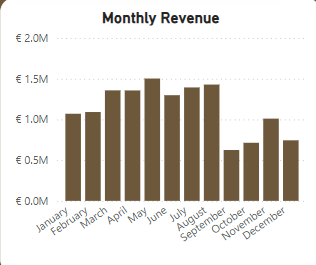 Monthly Revenue
€ 2.0M
€ 1.5M
€ 1.0M
€ 0.5M
€ 0.0M
January
February
March
April
May
June
July
August
September
October
November
December